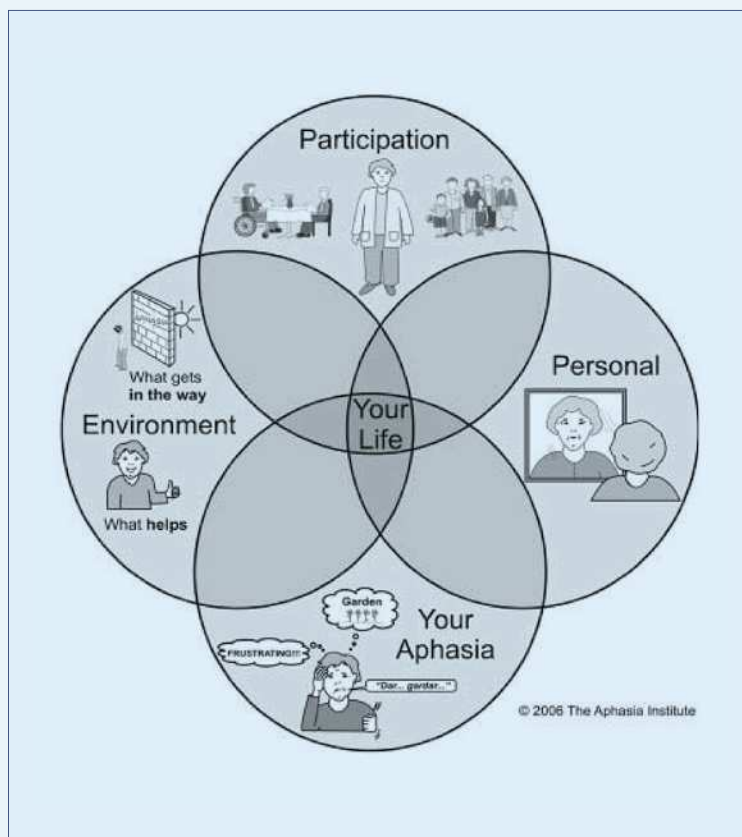 Participation
What gets
in the way
Environment
What helps
Personal
Your
Life
Garden
FRUSTRATING!!!
"Dar... gardar..."
Your
Aphasia
© 2006 The Aphasia Institute